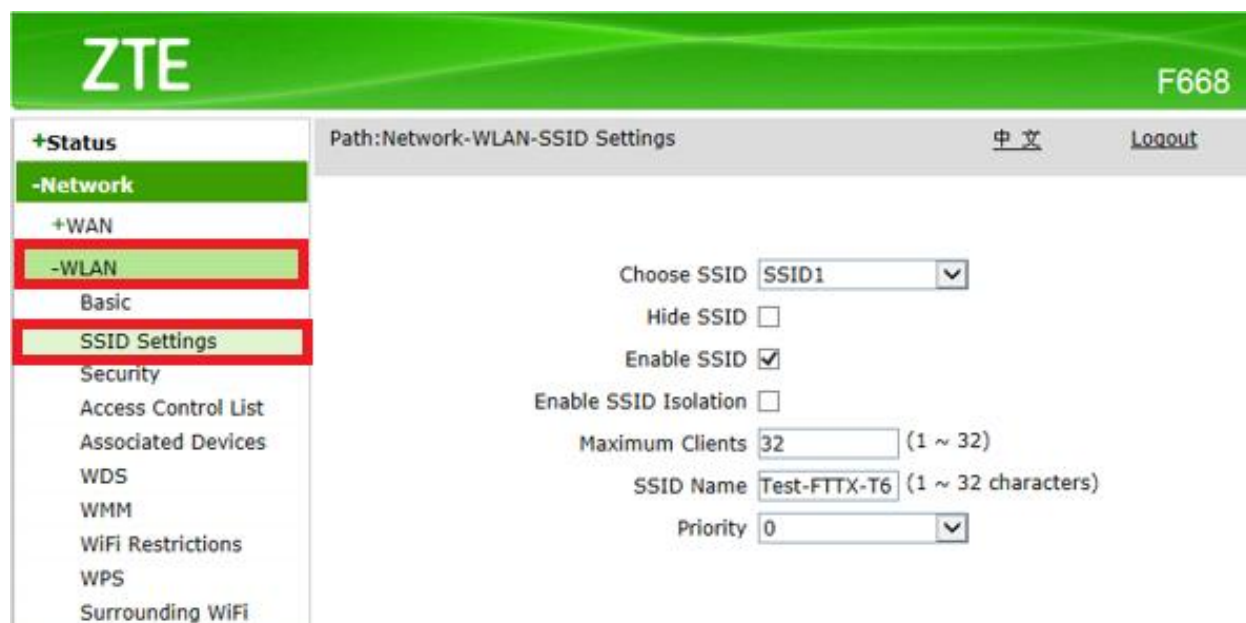 ZTE
F668
+Status
Path:Network-WLAN-SSID Settings 中文 Logout
-Network
+WAN
-WLAN
Basic
SSID Settings
Security
Access Control List
Associated Devices
WDS
WMM
WiFi Restrictions
WPS
Surrounding WiFi
Choose SSID SSID1
Hide SSID
Enable SSID
Enable SSID Isolation
Maximum Clients 32 (1 ~ 32)
SSID Name Test-FTTX-T6 (1 ~ 32 characters)
Priority 0